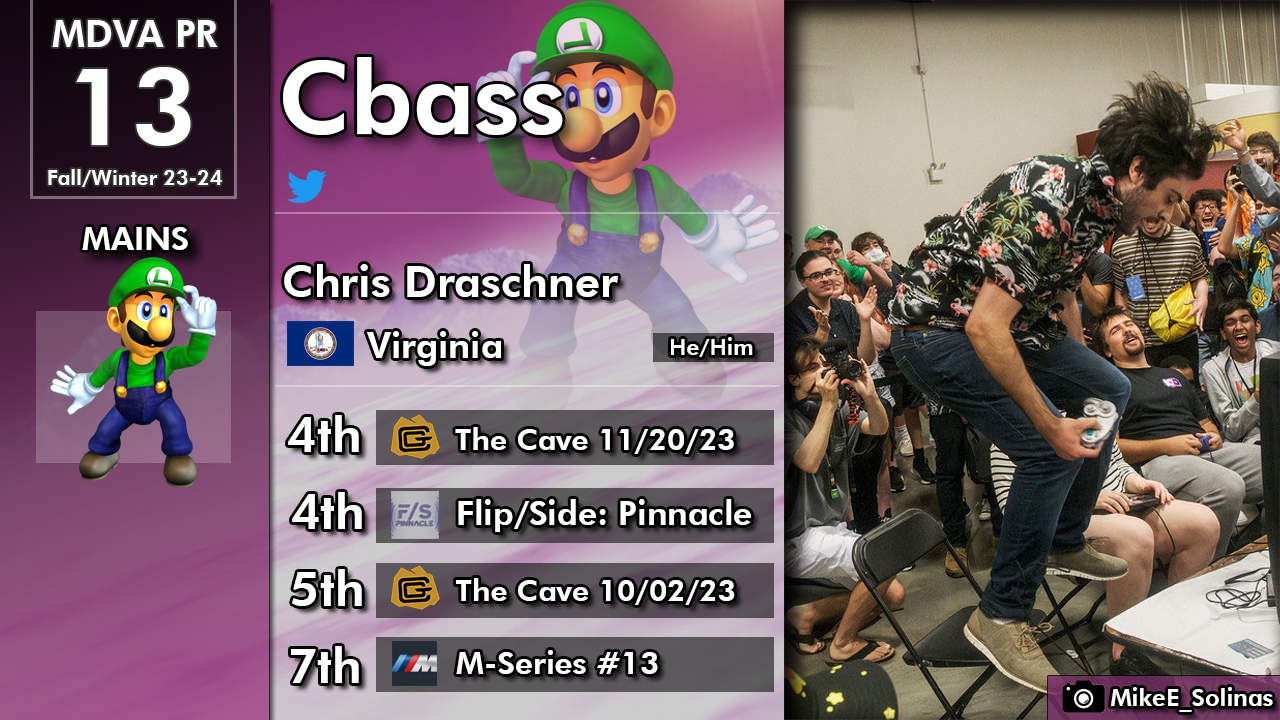 MDVA PR
13
Fall/Winter 23-24
MAINS
Cbass
Chris Draschner
Virginia
He/Him
4th
The Cave 11/20/23
4th
F/S
PINNACLE
Flip/Side: Pinnacle
5th
The Cave 10/02/23
7th
M
M-Series #13
MikeE_Solinas